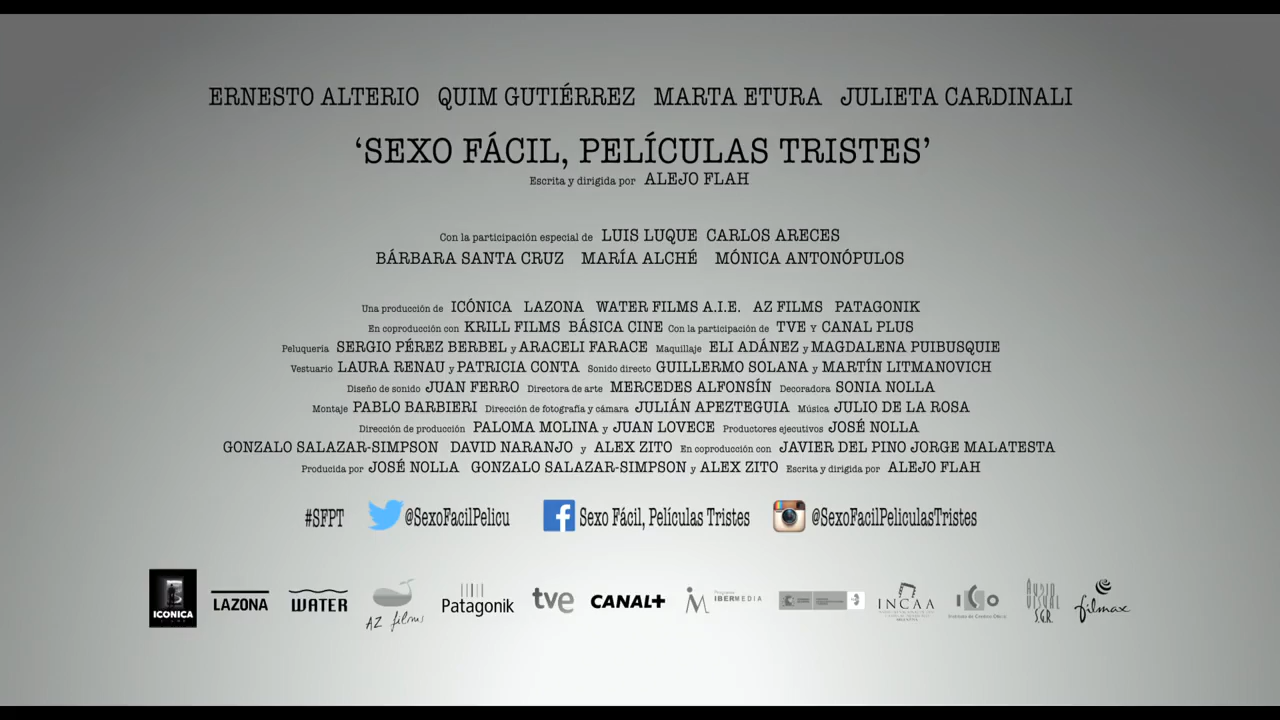 ERNESTO ALTERIO QUIM GUTIÉRREZ MARTA ETURA JULIETA CARDINALI
‘SEXO FÁCIL, PELÍCULAS TRISTES’
Escrita y dirigida por ALEJO FLAH
Con la participación especial de LUIS LUQUE CARLOS ARECES
BÁRBARA SANTA CRUZ MARÍA ALCHÉ MÓNICA ANTONÓPULOS
Una producción de ICÓNICA LAZONA WATER FILMS A.I.E. AZ FILMS PATAGONIK
En coproducción con KRILL FILMS BÁSICA CINE Con la participación de TVE Y CANAL PLUS
Peluquería SERGIO PÉREZ BERBEL y ARACELI FARACE Maquillaje ELI ADÁNEZ y MAGDALENA PUIBUSQUIE
Vestuario LAURA RENAU y PATRICIA CONTA Sonido directo GUILLERMO SOLANA y MARTÍN LITMANOVICH
Diseño de sonido JUAN FERRO Directora de arte MERCEDES ALFONSÍN Decoradora SONIA NOLLA
Montaje PABLO BARBIERI Dirección de fotografía y cámara JULIÁN APEZTEGUIA Música JULIO DE LA ROSA
Dirección de producción PALOMA MOLINA y JUAN LOVECE Productores ejecutivos JOSÉ NOLLA
GONZALO SALAZAR-SIMPSON DAVID NARANJO y ALEX ZITO En coproducción con JAVIER DEL PINO JORGE MALATESTA
Producida por JOSÉ NOLLA GONZALO SALAZAR-SIMPSON y ALEX ZITO Escrita y dirigida por ALEJO FLAH
#SFPT @SexoFacilPelicu Sexo Fácil, Películas Tristes @SexoFacilPeliculasTristes
ICONICA LAZONA WATER AZ films Patagonik tve CANAL+ IBERMEDIA INCAA ICO AUDIOVISUAL S.G.R. filmax